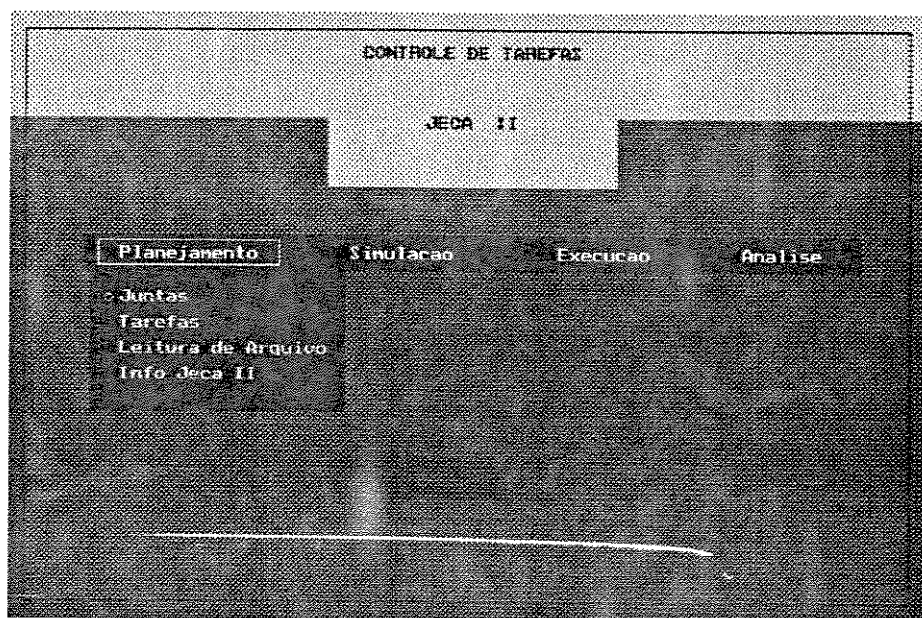 CONTROLE DE TAREFAS
JECA II
Planejamento Simulacao Execucao Analise
> Juntas
Tarefas
Leitura de Arquivo
Info Jeca II